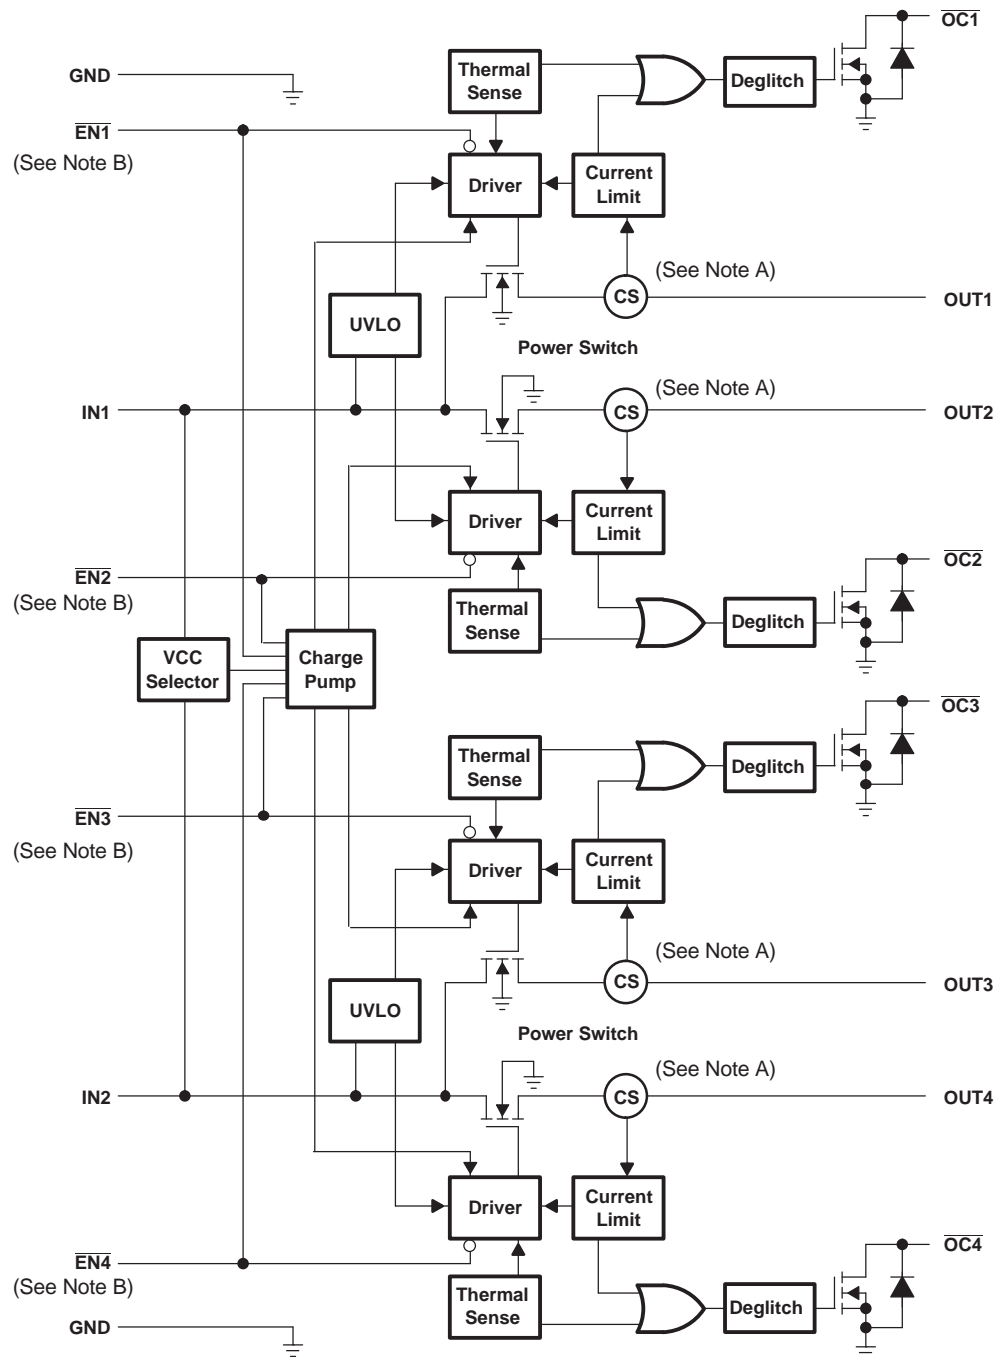 OC1
GND
Thermal
Sense
Deglitch
EN1
(See Note B)
Driver
Current
Limit
(See Note A)
CS
OUT1
UVLO
Power Switch
IN1
(See Note A)
CS
OUT2
Driver
Current
Limit
EN2
(See Note B)
OC2
Thermal
Sense
Deglitch
VCC
Selector
Charge
Pump
OC3
Thermal
Sense
Deglitch
EN3
(See Note B)
Driver
Current
Limit
(See Note A)
CS
OUT3
UVLO
Power Switch
IN2
(See Note A)
CS
OUT4
Driver
Current
Limit
EN4
(See Note B)
OC4
Thermal
Sense
Deglitch
GND